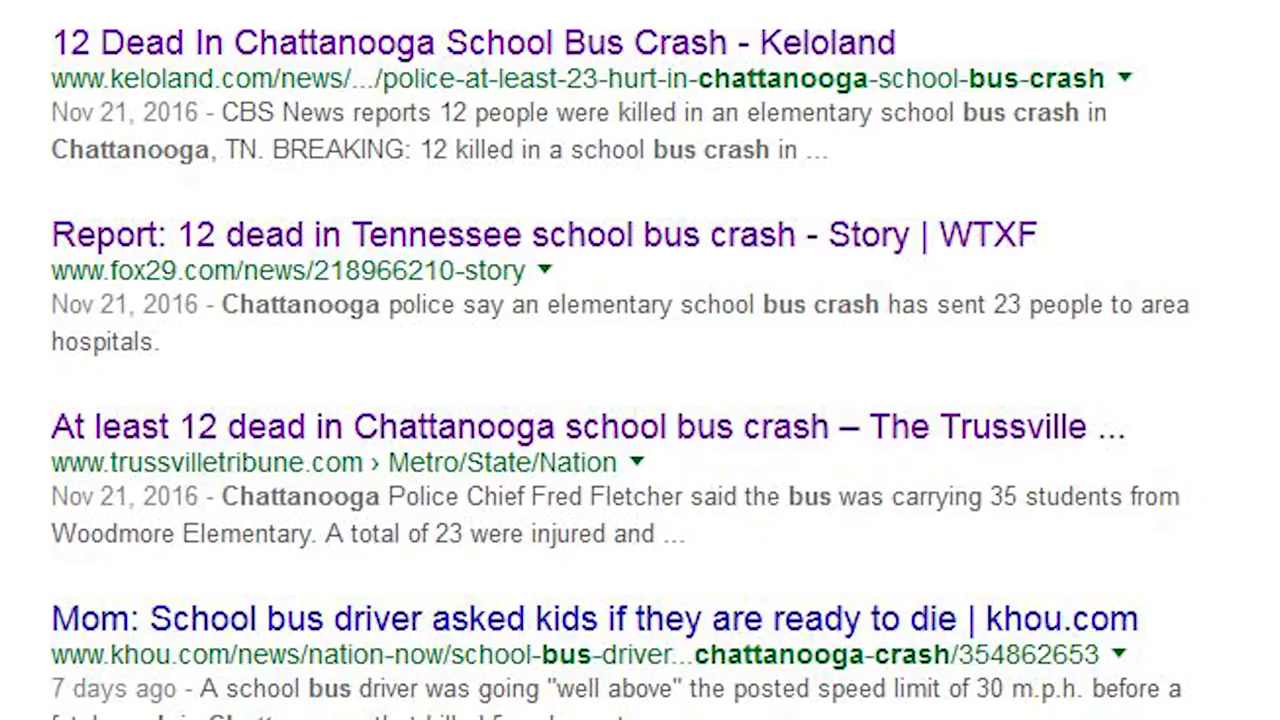 12 Dead In Chattanooga School Bus Crash - Keloland
www.keloland.com/news/.../police-at-least-23-hurt-in-chattanooga-school-bus-crash
Nov 21, 2016 - CBS News reports 12 people were killed in an elementary school bus crash in
Chattanooga, TN. BREAKING: 12 killed in a school bus crash in ...
Report: 12 dead in Tennessee school bus crash - Story | WTXF
www.fox29.com/news/218966210-story
Nov 21, 2016 - Chattanooga police say an elementary school bus crash has sent 23 people to area
hospitals.
At least 12 dead in Chattanooga school bus crash – The Trussville ...
www.trussvilletribune.com › Metro/State/Nation
Nov 21, 2016 - Chattanooga Police Chief Fred Fletcher said the bus was carrying 35 students from
Woodmore Elementary. A total of 23 were injured and ...
Mom: School bus driver asked kids if they are ready to die | khou.com
www.khou.com/news/nation-now/school-bus-driver...chattanooga-crash/354862653
7 days ago - A school bus driver was going "well above" the posted speed limit of 30 m.p.h. before a